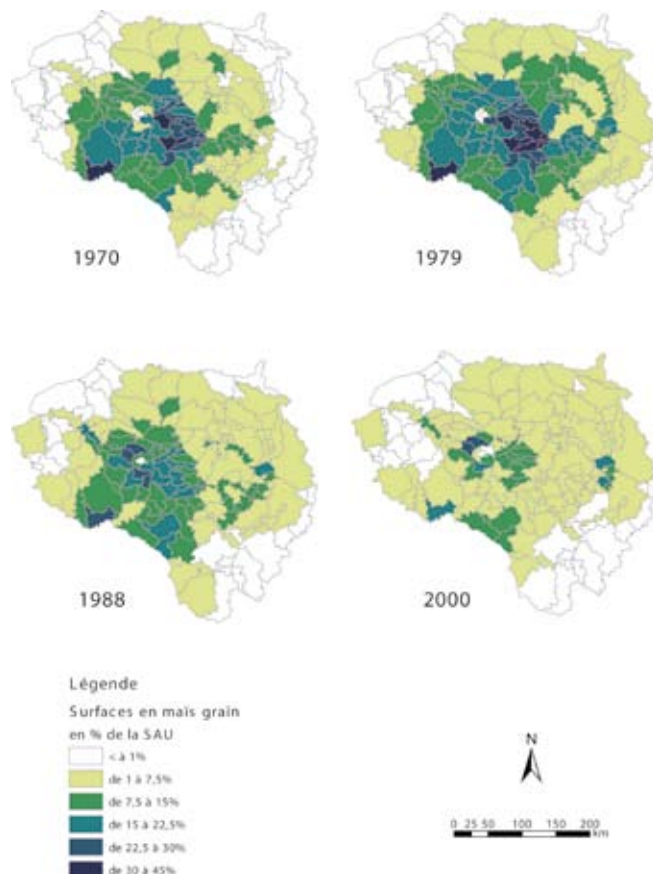 1970
1979
1988
2000
Légende
Surfaces en maïs grain
en % de la SAU
< à 1%
de 1 à 7,5%
de 7,5 à 15%
de 15 à 22,5%
de 22,5 à 30%
de 30 à 45%
N
0 25 50 100 150 200
km